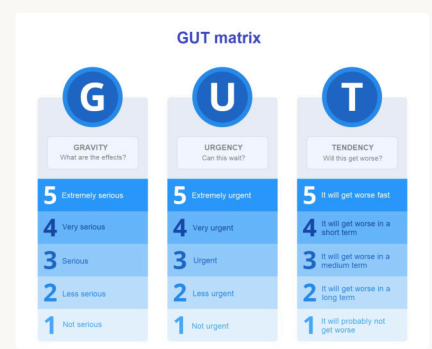 GUT matrix
G
GRAVITY
What are the effects?
5 Extremely serious
4 Very serious
3 Serious
2 Less serious
1 Not serious
U
URGENCY
Can this wait?
5 Extremely urgent
4 Very urgent
3 Urgent
2 Less urgent
1 Not urgent
T
TENDENCY
Will this get worse?
5 It will get worse fast
4 It will get worse in a
short term
3 It will get worse in a
medium term
2 It will get worse in a
long term
1 It will probably not
get worse